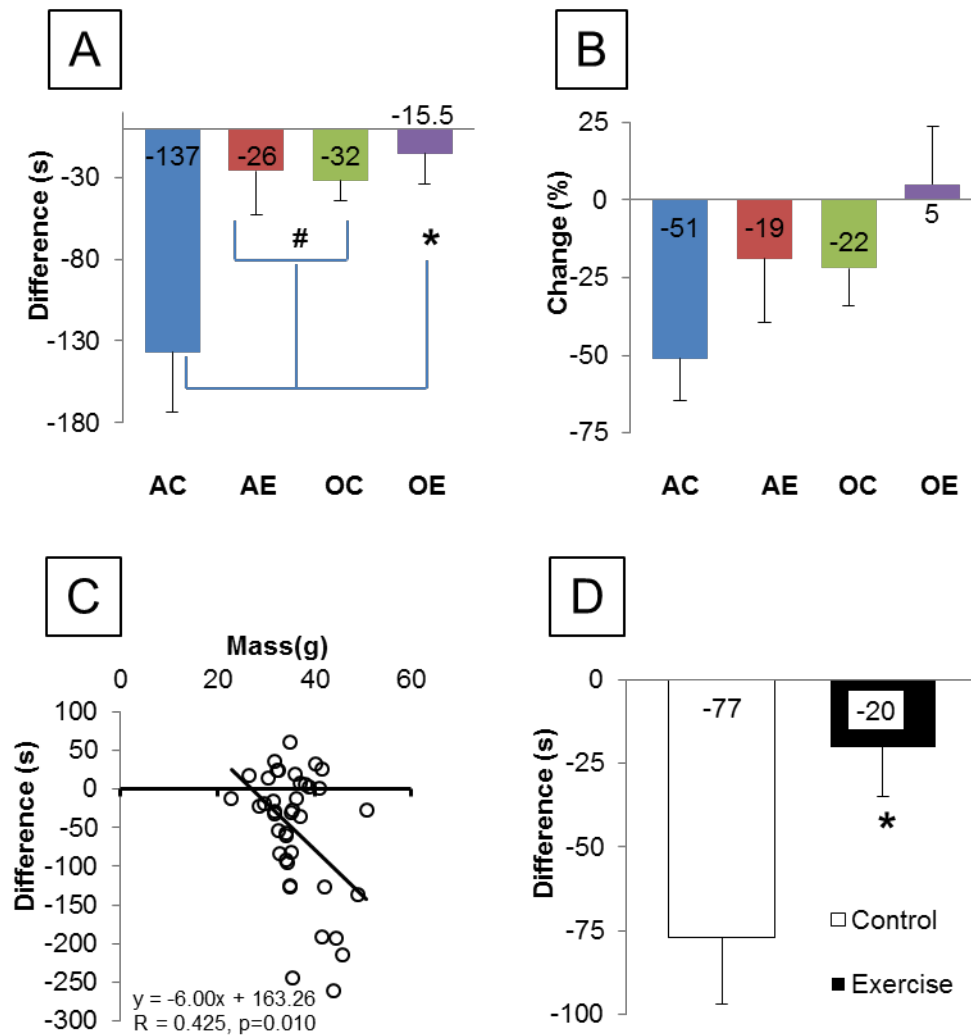 A
Difference (s)
-30
-80
-130
-180
-137
-26
-32
-15.5
#
*
AC AE OC OE
B
Change (%)
25
0
-25
-50
-75
-51
-19
-22
5
AC AE OC OE
C
Mass(g)
0 20 40 60
Difference (s)
100
50
0
-50
-100
-150
-200
-250
-300
y = -6.00x + 163.26
R = 0.425, p=0.010
D
Difference (s)
0
-25
-50
-75
-100
-77
-20
*
Control
Exercise